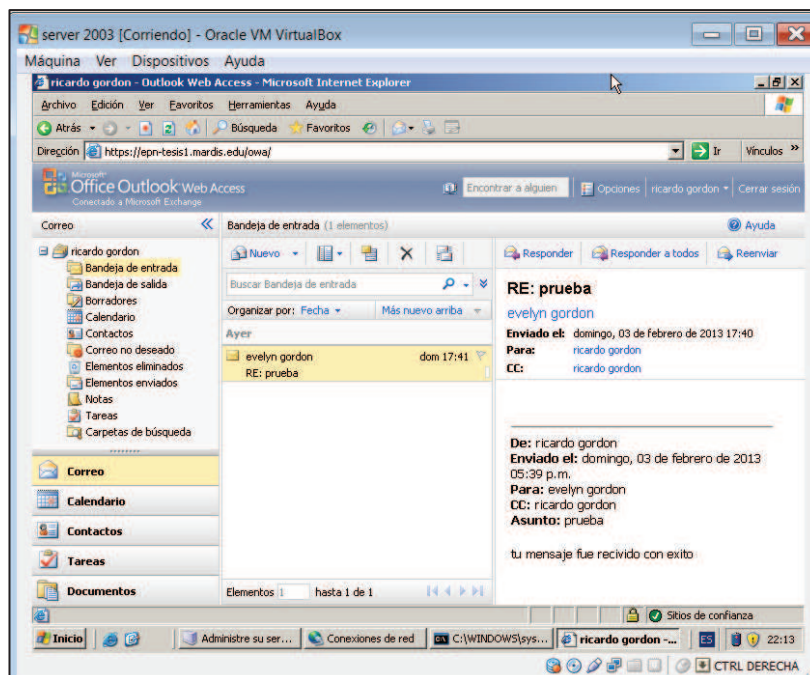 server 2003 [Corriendo] - Oracle VM VirtualBox
Máquina Ver Dispositivos Ayuda
ricardo gordon - Outlook Web Access - Microsoft Internet Explorer
Archivo Edición Ver Favoritos Herramientas Ayuda
Atrás Búsqueda Favoritos
Dirección https://epn-tesis1.mardis.edu/owa/ Ir Vínculos »
Microsoft
Office Outlook Web Access
Conectado a Microsoft Exchange
Encontrar a alguien Opciones ricardo gordon Cerrar sesión
Correo « Bandeja de entrada (1 elementos) Ayuda
ricardo gordon
Bandeja de entrada
Bandeja de salida
Borradores
Calendario
Contactos
Correo no deseado
Elementos eliminados
Elementos enviados
Notas
Tareas
Carpetas de búsqueda
Correo
Calendario
Contactos
Tareas
Documentos
Nuevo
Buscar Bandeja de entrada
Organizar por: Fecha Más nuevo arriba
Ayer
evelyn gordon dom 17:41
RE: prueba
Elementos 1 hasta 1 de 1
Responder Responder a todos Reenviar
RE: prueba
evelyn gordon
Enviado el: domingo, 03 de febrero de 2013 17:40
Para: ricardo gordon
CC: ricardo gordon
De: ricardo gordon
Enviado el: domingo, 03 de febrero de 2013
05:39 p.m.
Para: evelyn gordon
CC: ricardo gordon
Asunto: prueba
tu mensaje fue recivido con exito
Sitios de confianza
Inicio Administre su ser... Conexiones de red C:\WINDOWS\sys... ricardo gordon -... ES 22:13
CTRL DERECHA